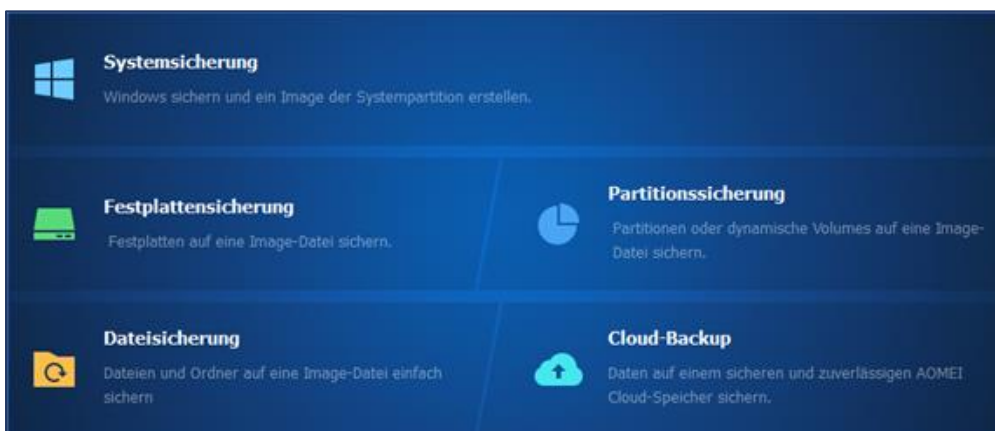 Systemsicherung
Windows sichern und ein Image der Systempartition erstellen.
Festplattensicherung
Festplatten auf eine Image-Datei sichern.
Partitionssicherung
Partitionen oder dynamische Volumes auf eine Image-
Datei sichern.
Dateisicherung
Dateien und Ordner auf eine Image-Datei einfach
sichern
Cloud-Backup
Daten auf einem sicheren und zuverlässigen AOMEI
Cloud-Speicher sichern.